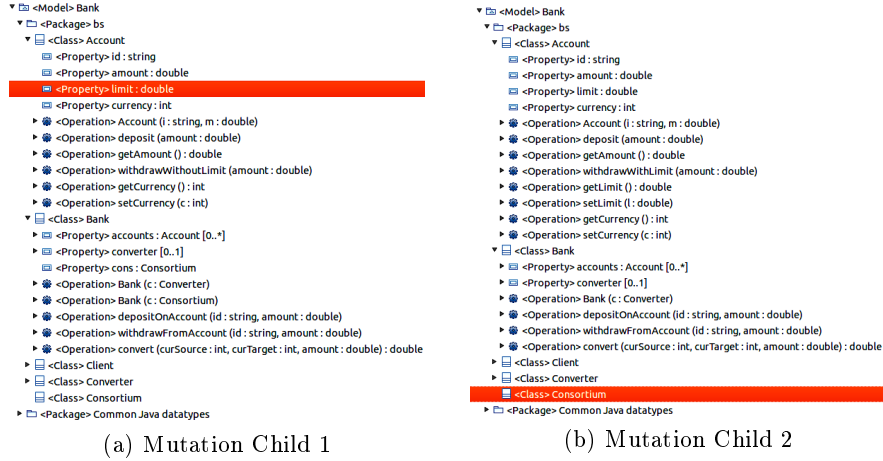 <Model> Bank
<Package> bs
<Class> Account
<Property> id : string
<Property> amount : double
<Property> limit : double
<Property> currency : int
<Operation> Account (i : string, m : double)
<Operation> deposit (amount : double)
<Operation> getAmount () : double
<Operation> withdrawWithoutLimit (amount : double)
<Operation> getCurrency () : int
<Operation> setCurrency (c : int)
<Class> Bank
<Property> accounts : Account [0..*]
<Property> converter [0..1]
<Property> cons : Consortium
<Operation> Bank (c : Converter)
<Operation> Bank (c : Consortium)
<Operation> depositOnAccount (id : string, amount : double)
<Operation> withdrawFromAccount (id : string, amount : double)
<Operation> convert (curSource : int, curTarget : int, amount : double) : double
<Class> Client
<Class> Converter
<Class> Consortium
<Package> Common Java datatypes
(a) Mutation Child 1
<Model> Bank
<Package> bs
<Class> Account
<Property> id : string
<Property> amount : double
<Property> limit : double
<Property> currency : int
<Operation> Account (i : string, m : double)
<Operation> deposit (amount : double)
<Operation> getAmount () : double
<Operation> withdrawWithLimit (amount : double)
<Operation> getLimit () : double
<Operation> setLimit (l : double)
<Operation> getCurrency () : int
<Operation> setCurrency (c : int)
<Class> Bank
<Property> accounts : Account [0..*]
<Property> converter [0..1]
<Operation> Bank (c : Converter)
<Operation> depositOnAccount (id : string, amount : double)
<Operation> withdrawFromAccount (id : string, amount : double)
<Operation> convert (curSource : int, curTarget : int, amount : double) : double
<Class> Client
<Class> Converter
<Class> Consortium
<Package> Common Java datatypes
(b) Mutation Child 2